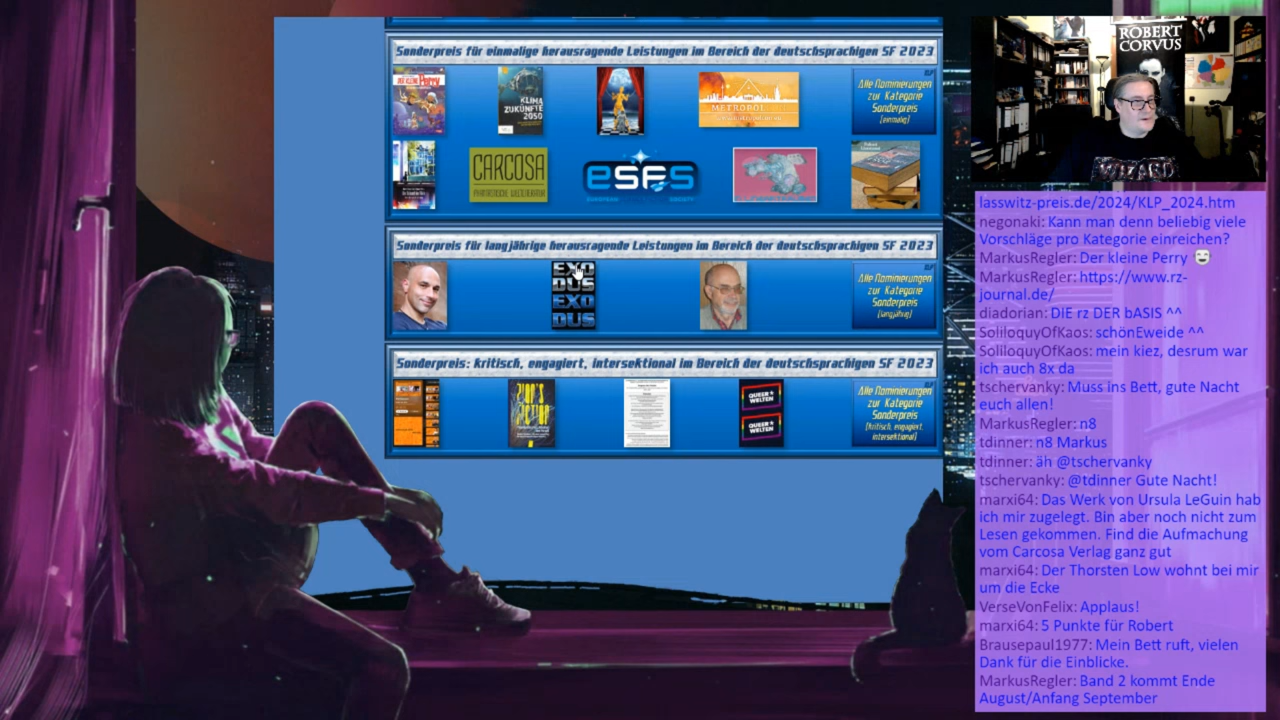 Sonderpreis für einmalige herausragende Leistungen im Bereich der deutschsprachigen SF 2023
KLIMA
ZUKÜNFTE
2050
METROPOL
Alle Nominierungen
zur Kategorie
Sonderpreis
[einmalig]
CARCOSA
eSFS
Sonderpreis für langjährige herausragende Leistungen im Bereich der deutschsprachigen SF 2023
EXO
DUS
EXO
DUS
Alle Nominierungen
zur Kategorie
Sonderpreis
[langjährig]
Sonderpreis: kritisch, engagiert, intersektional im Bereich der deutschsprachigen SF 2023
QUEER*
WELTEN
QUEER*
WELTEN
Alle Nominierungen
zur Kategorie
Sonderpreis
[kritisch, engagiert,
intersektional]
ROBERT
CORVUS
lasswitz-preis.de/2024/KLP_2024.htm
negonaki: Kann man denn beliebig viele
Vorschläge pro Kategorie einreichen?
MarkusRegler: Der kleine Perry
MarkusRegler: https://www.rz-
journal.de/
diadorian: DIE rz DER bASIS ^^
SoliloquyOfKaos: schönEweide ^^
SoliloquyOfKaos: mein kiez, desrum war
ich auch 8x da
tschervanky: Muss ins Bett, gute Nacht
euch allen!
MarkusRegler: n8
tdinner: n8 Markus
tdinner: äh @tschervanky
tschervanky: @tdinner Gute Nacht!
marxi64: Das Werk von Ursula LeGuin hab
ich mir zugelegt. Bin aber noch nicht zum
Lesen gekommen. Find die Aufmachung
vom Carcosa Verlag ganz gut
marxi64: Der Thorsten Low wohnt bei mir
um die Ecke
VerseVonFelix: Applaus!
marxi64: 5 Punkte für Robert
Brausepaul1977: Mein Bett ruft, vielen
Dank für die Einblicke.
MarkusRegler: Band 2 kommt Ende
August/Anfang September